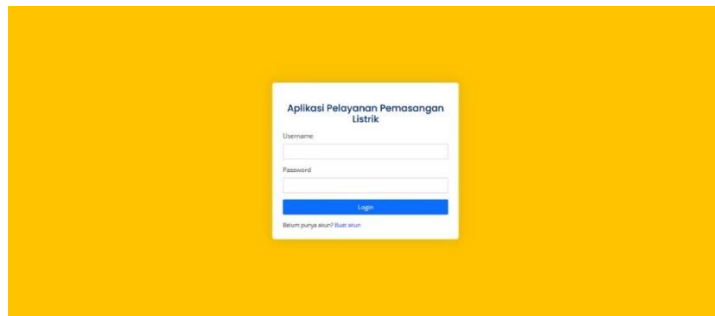 Aplikasi Pelayanan Pemasangan
Listrik
Username
Password
Login
Belum punya akun? Buat akun